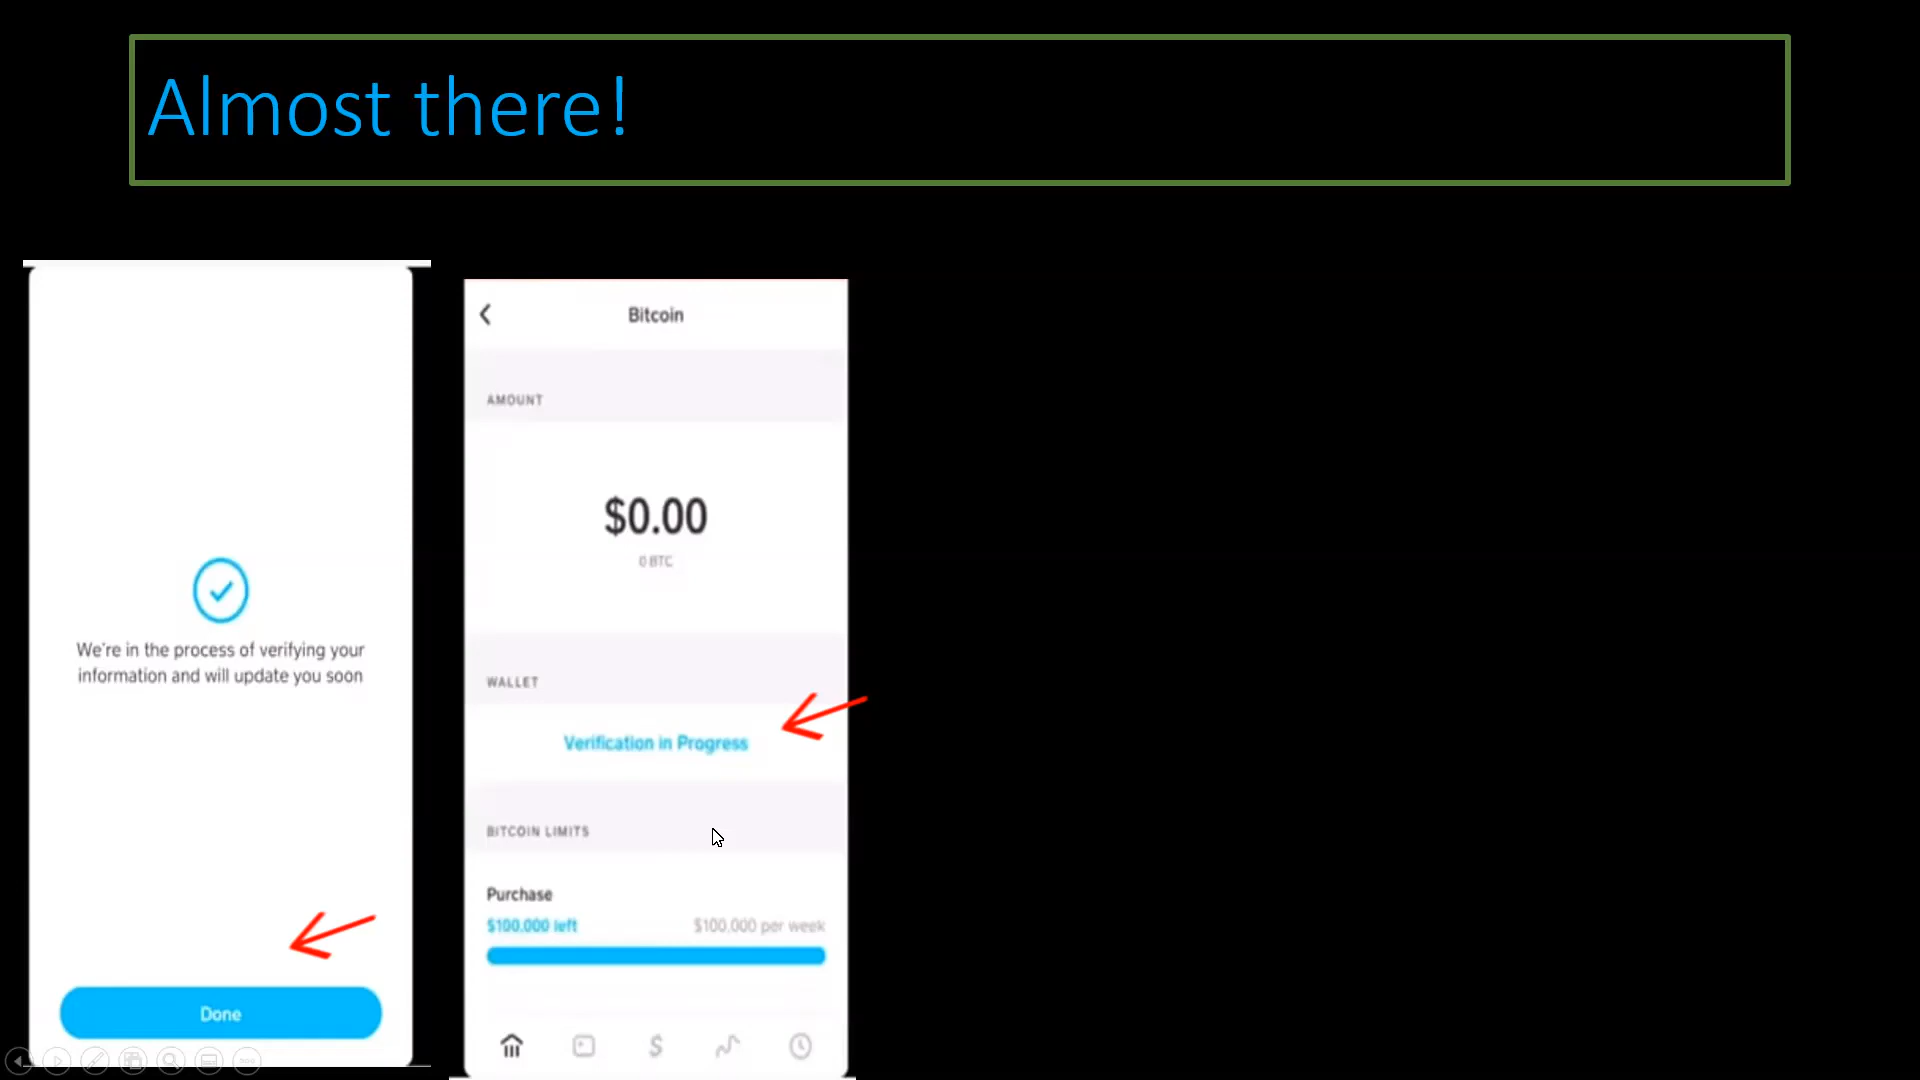 Almost there!
We're in the process of verifying your
information and will update you soon
Done
Bitcoin
AMOUNT
$0.00
0 BTC
WALLET
Verification in Progress
BITCOIN LIMITS
Purchase
$100,000 left $100,000 per week
$